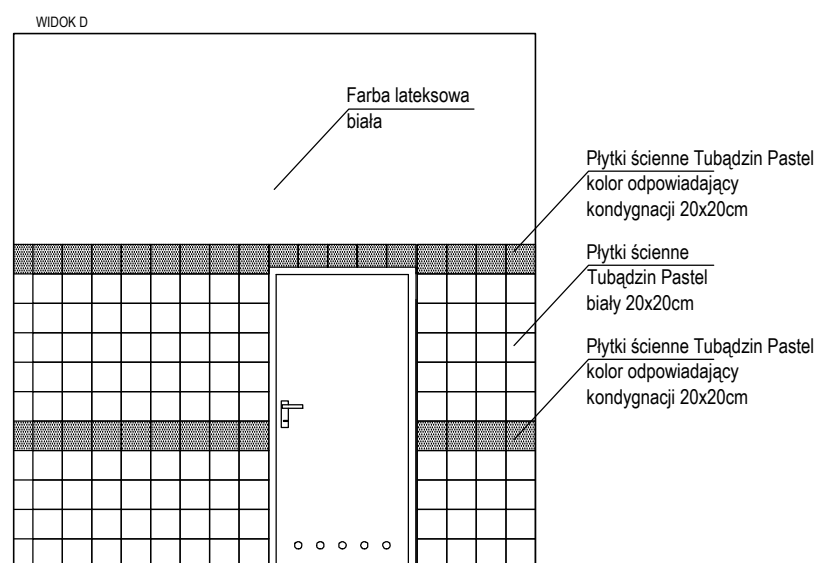 WIDOK D
Farba lateksowa
biała
Płytki ścienne Tubądzin Pastel
kolor odpowiadający
kondygnacji 20x20cm
Płytki ścienne
Tubądzin Pastel
biały 20x20cm
Płytki ścienne Tubądzin Pastel
kolor odpowiadający
kondygnacji 20x20cm